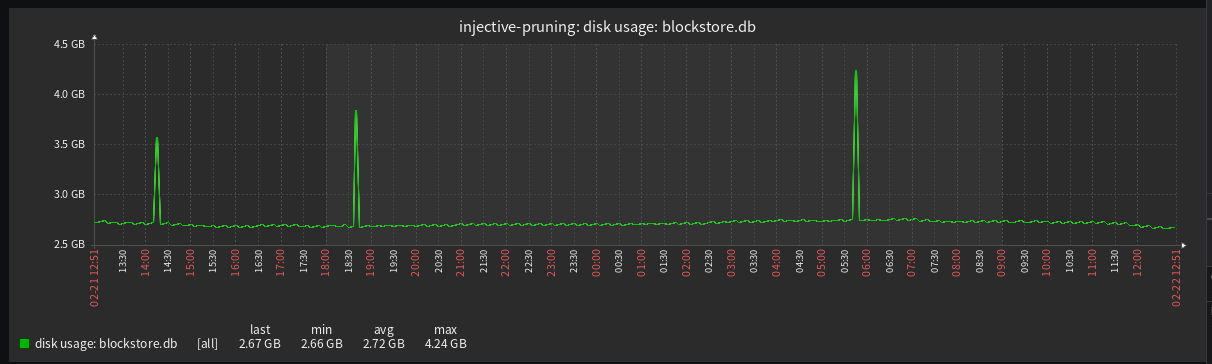 injective-pruning: disk usage: blockstore.db
4.5 GB
4.0 GB
3.5 GB
3.0 GB
2.5 GB
02-21 12:51 13:30 14:00 14:30 15:00 15:30 16:00 16:30 17:00 17:30 18:00 18:30 19:00 19:30 20:00 20:30 21:00 21:30 22:00 22:30 23:00 23:30 00:00 00:30 01:00 01:30 02:00 02:30 03:00 03:30 04:00 04:30 05:00 05:30 06:00 06:30 07:00 07:30 08:00 08:30 09:00 09:30 10:00 10:30 11:00 11:30 12:00 02-22 12:51
last min avg max
disk usage: blockstore.db [all] 2.67 GB 2.66 GB 2.72 GB 4.24 GB